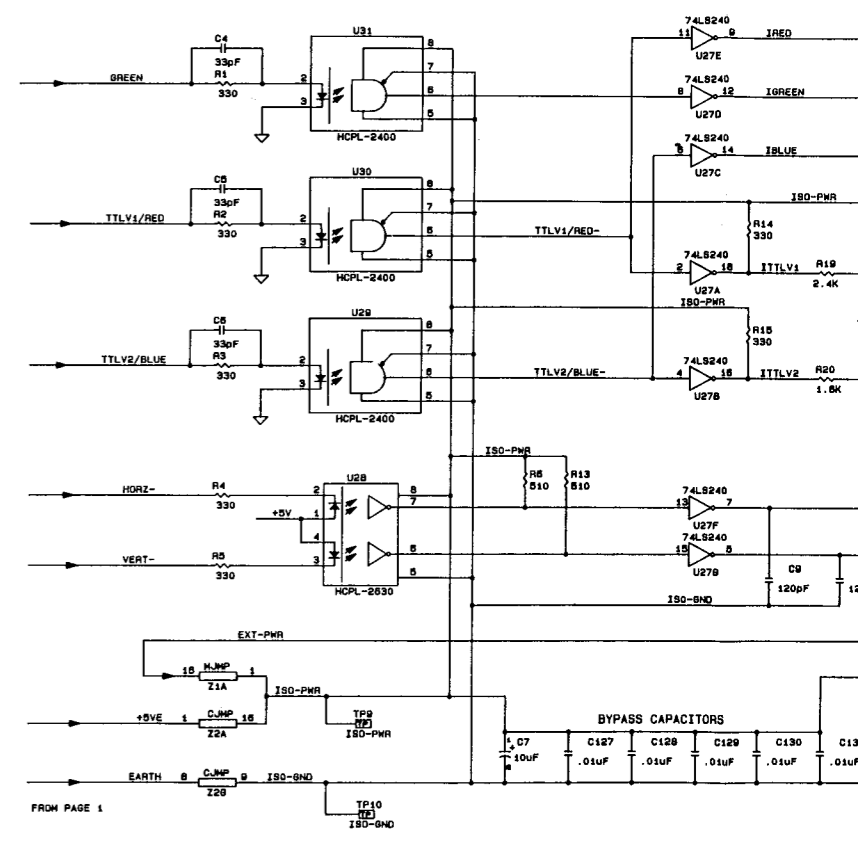 C4
33pF
R1
330
GREEN
U31
2
3
8
7
6
5
HCPL-2400
74LS240
11
9
IRED
U27E
74LS240
8
12
IGREEN
U27D
74LS240
6
14
IBLUE
U27C
C5
33pF
R2
330
TTLV1/RED
U30
2
3
8
7
6
5
HCPL-2400
TTLV1/RED-
ISO-PWR
R14
330
74LS240
2
18
ITTLV1
U27A
R19
2.4K
ISO-PWR
C6
33pF
R3
330
TTLV2/BLUE
U29
2
3
8
7
6
5
HCPL-2400
TTLV2/BLUE-
R15
330
74LS240
4
16
ITTLV2
U27B
R20
1.6K
ISO-PWR
R6
510
R13
510
HORZ-
R4
330
+5V
VERT-
R5
330
U28
2
1
4
3
8
7
6
5
HCPL-2630
74LS240
13
7
U27F
74LS240
15
5
U27G
C9
120pF
12
ISO-GND
EXT-PWR
16
MJMP
1
Z1A
ISO-PWR
+5VE
1
CJMP
16
Z2A
TP9
TP
ISO-PWR
EARTH
8
CJMP
9
Z2B
ISO-GND
TP10
TP
ISO-GND
BYPASS CAPACITORS
1
+
C7
10uF
C127
.01uF
C128
.01uF
C129
.01uF
C130
.01uF
C13
.01uF
FROM PAGE 1